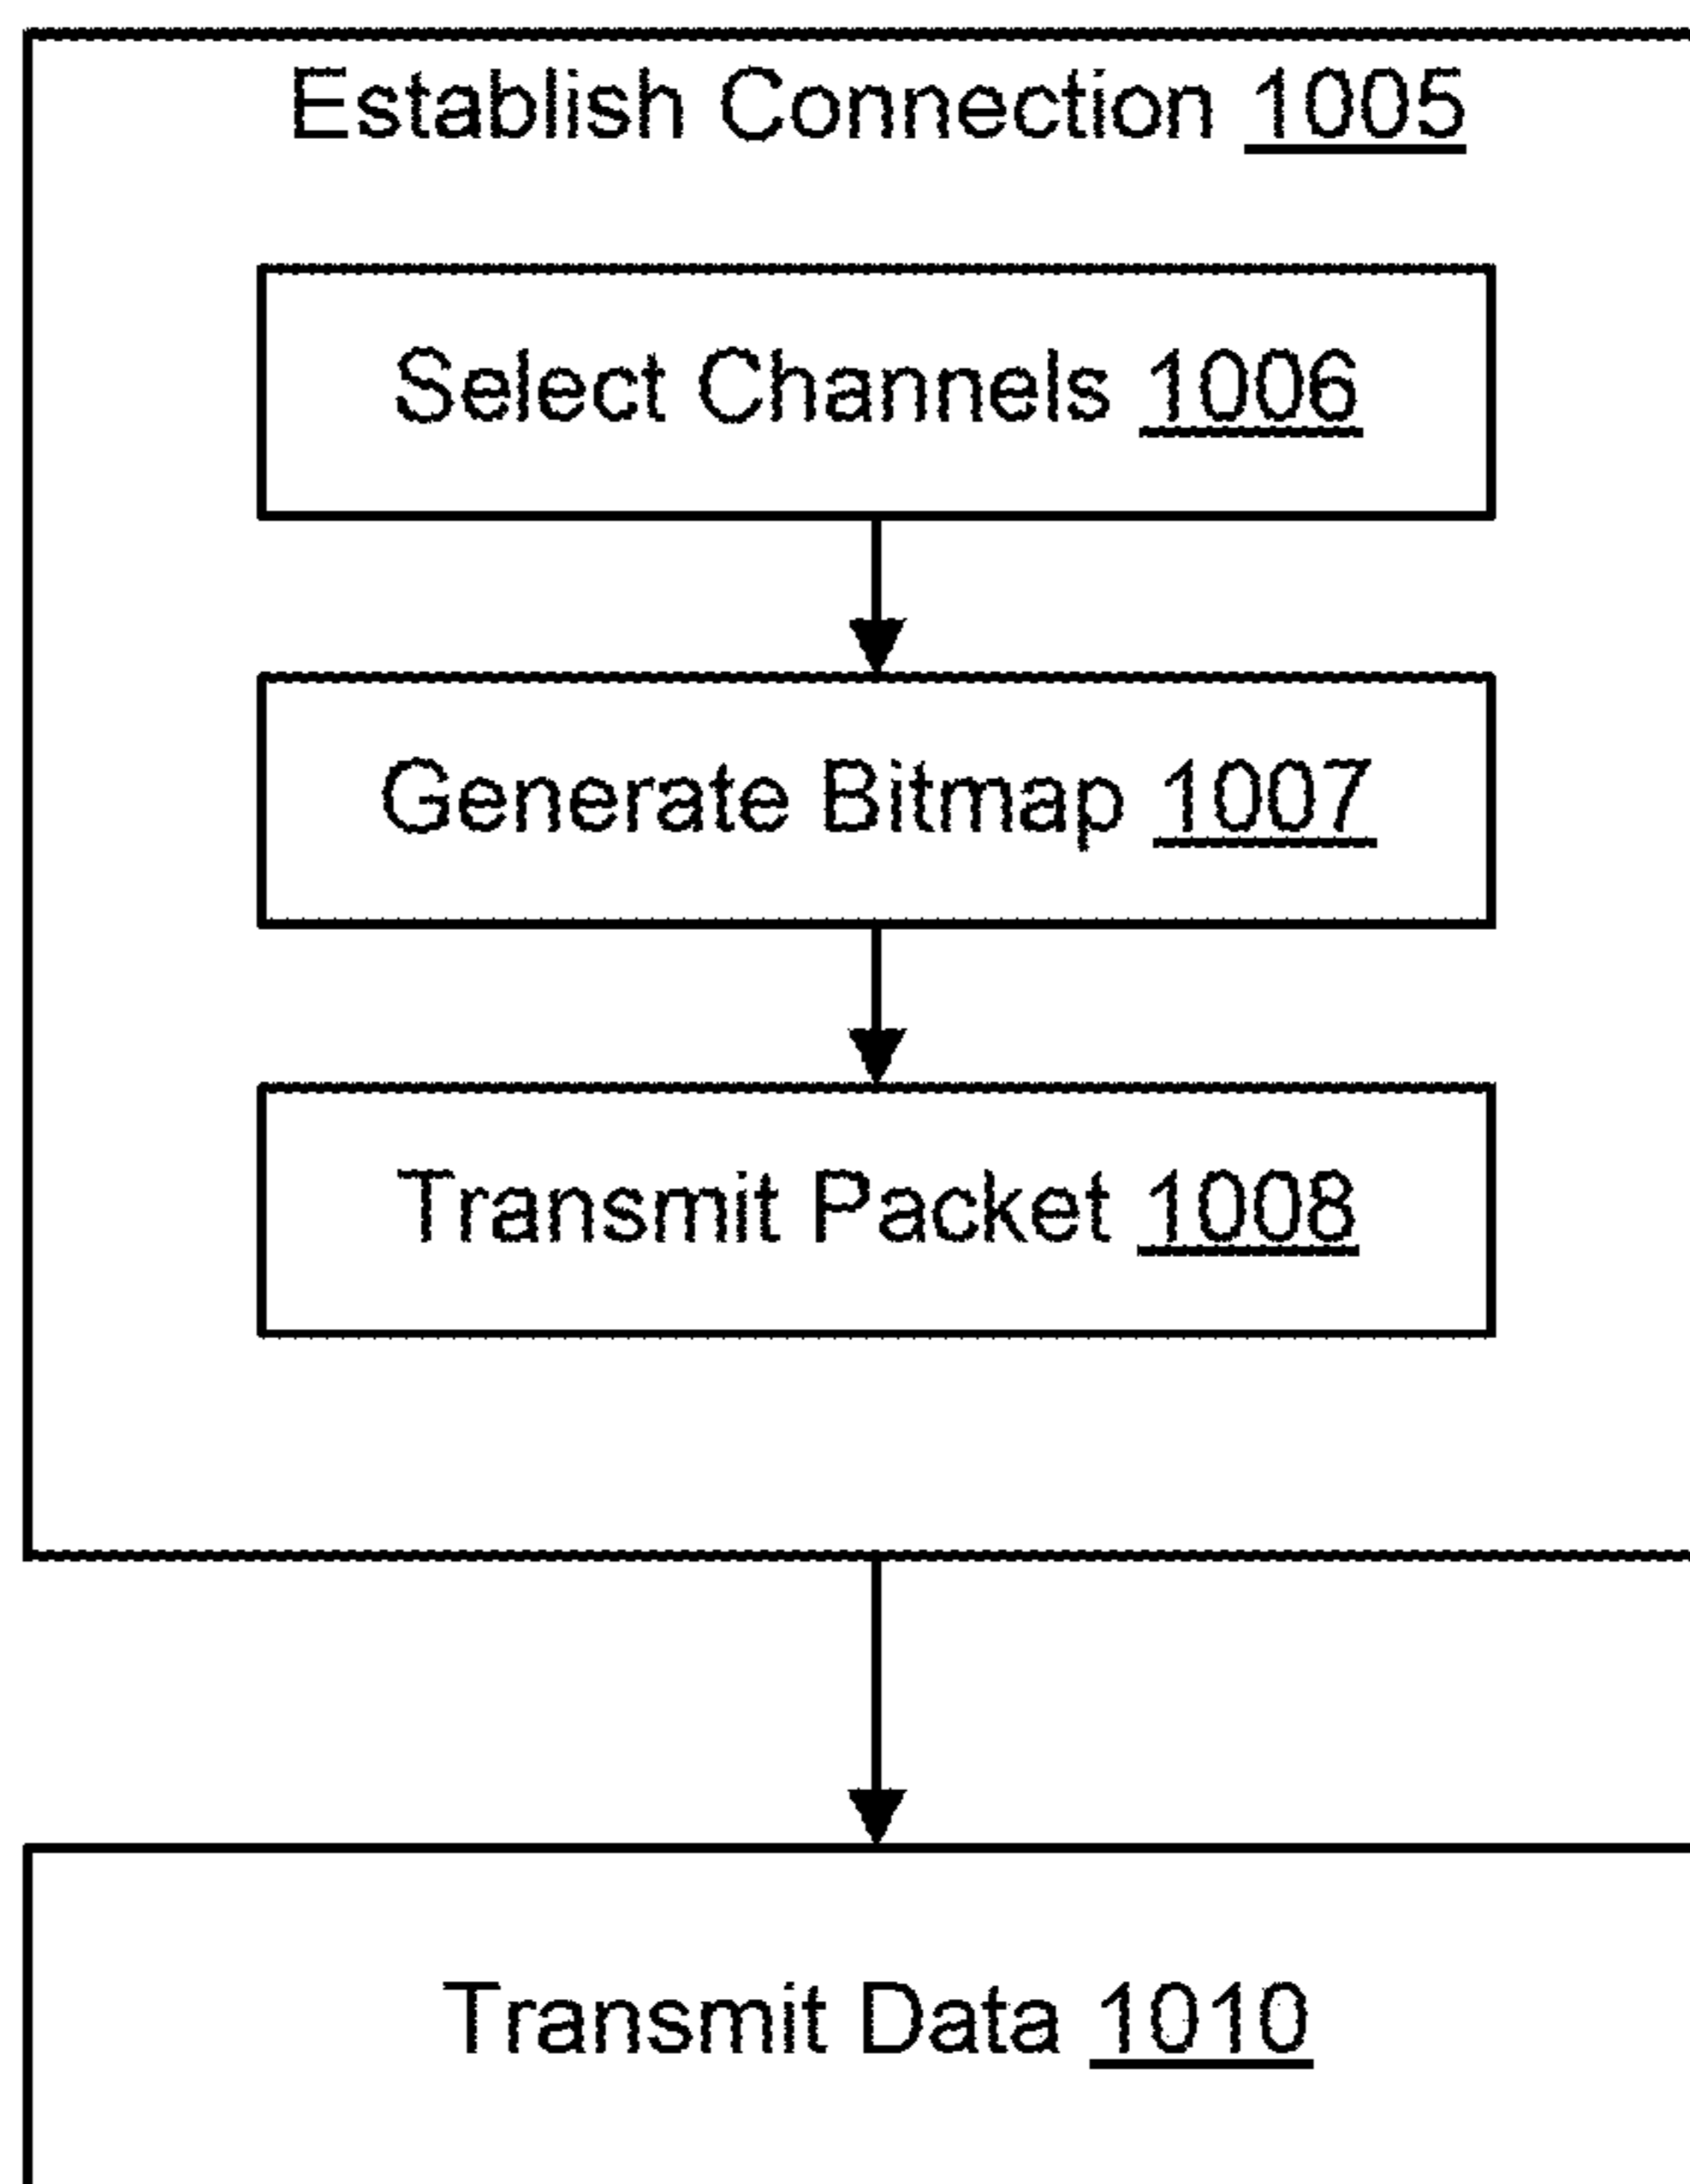 Establish Connection 1005
Select Channels 1006
Generate Bitmap 1007
Transmit Packet 1008
Transmit Data 1010